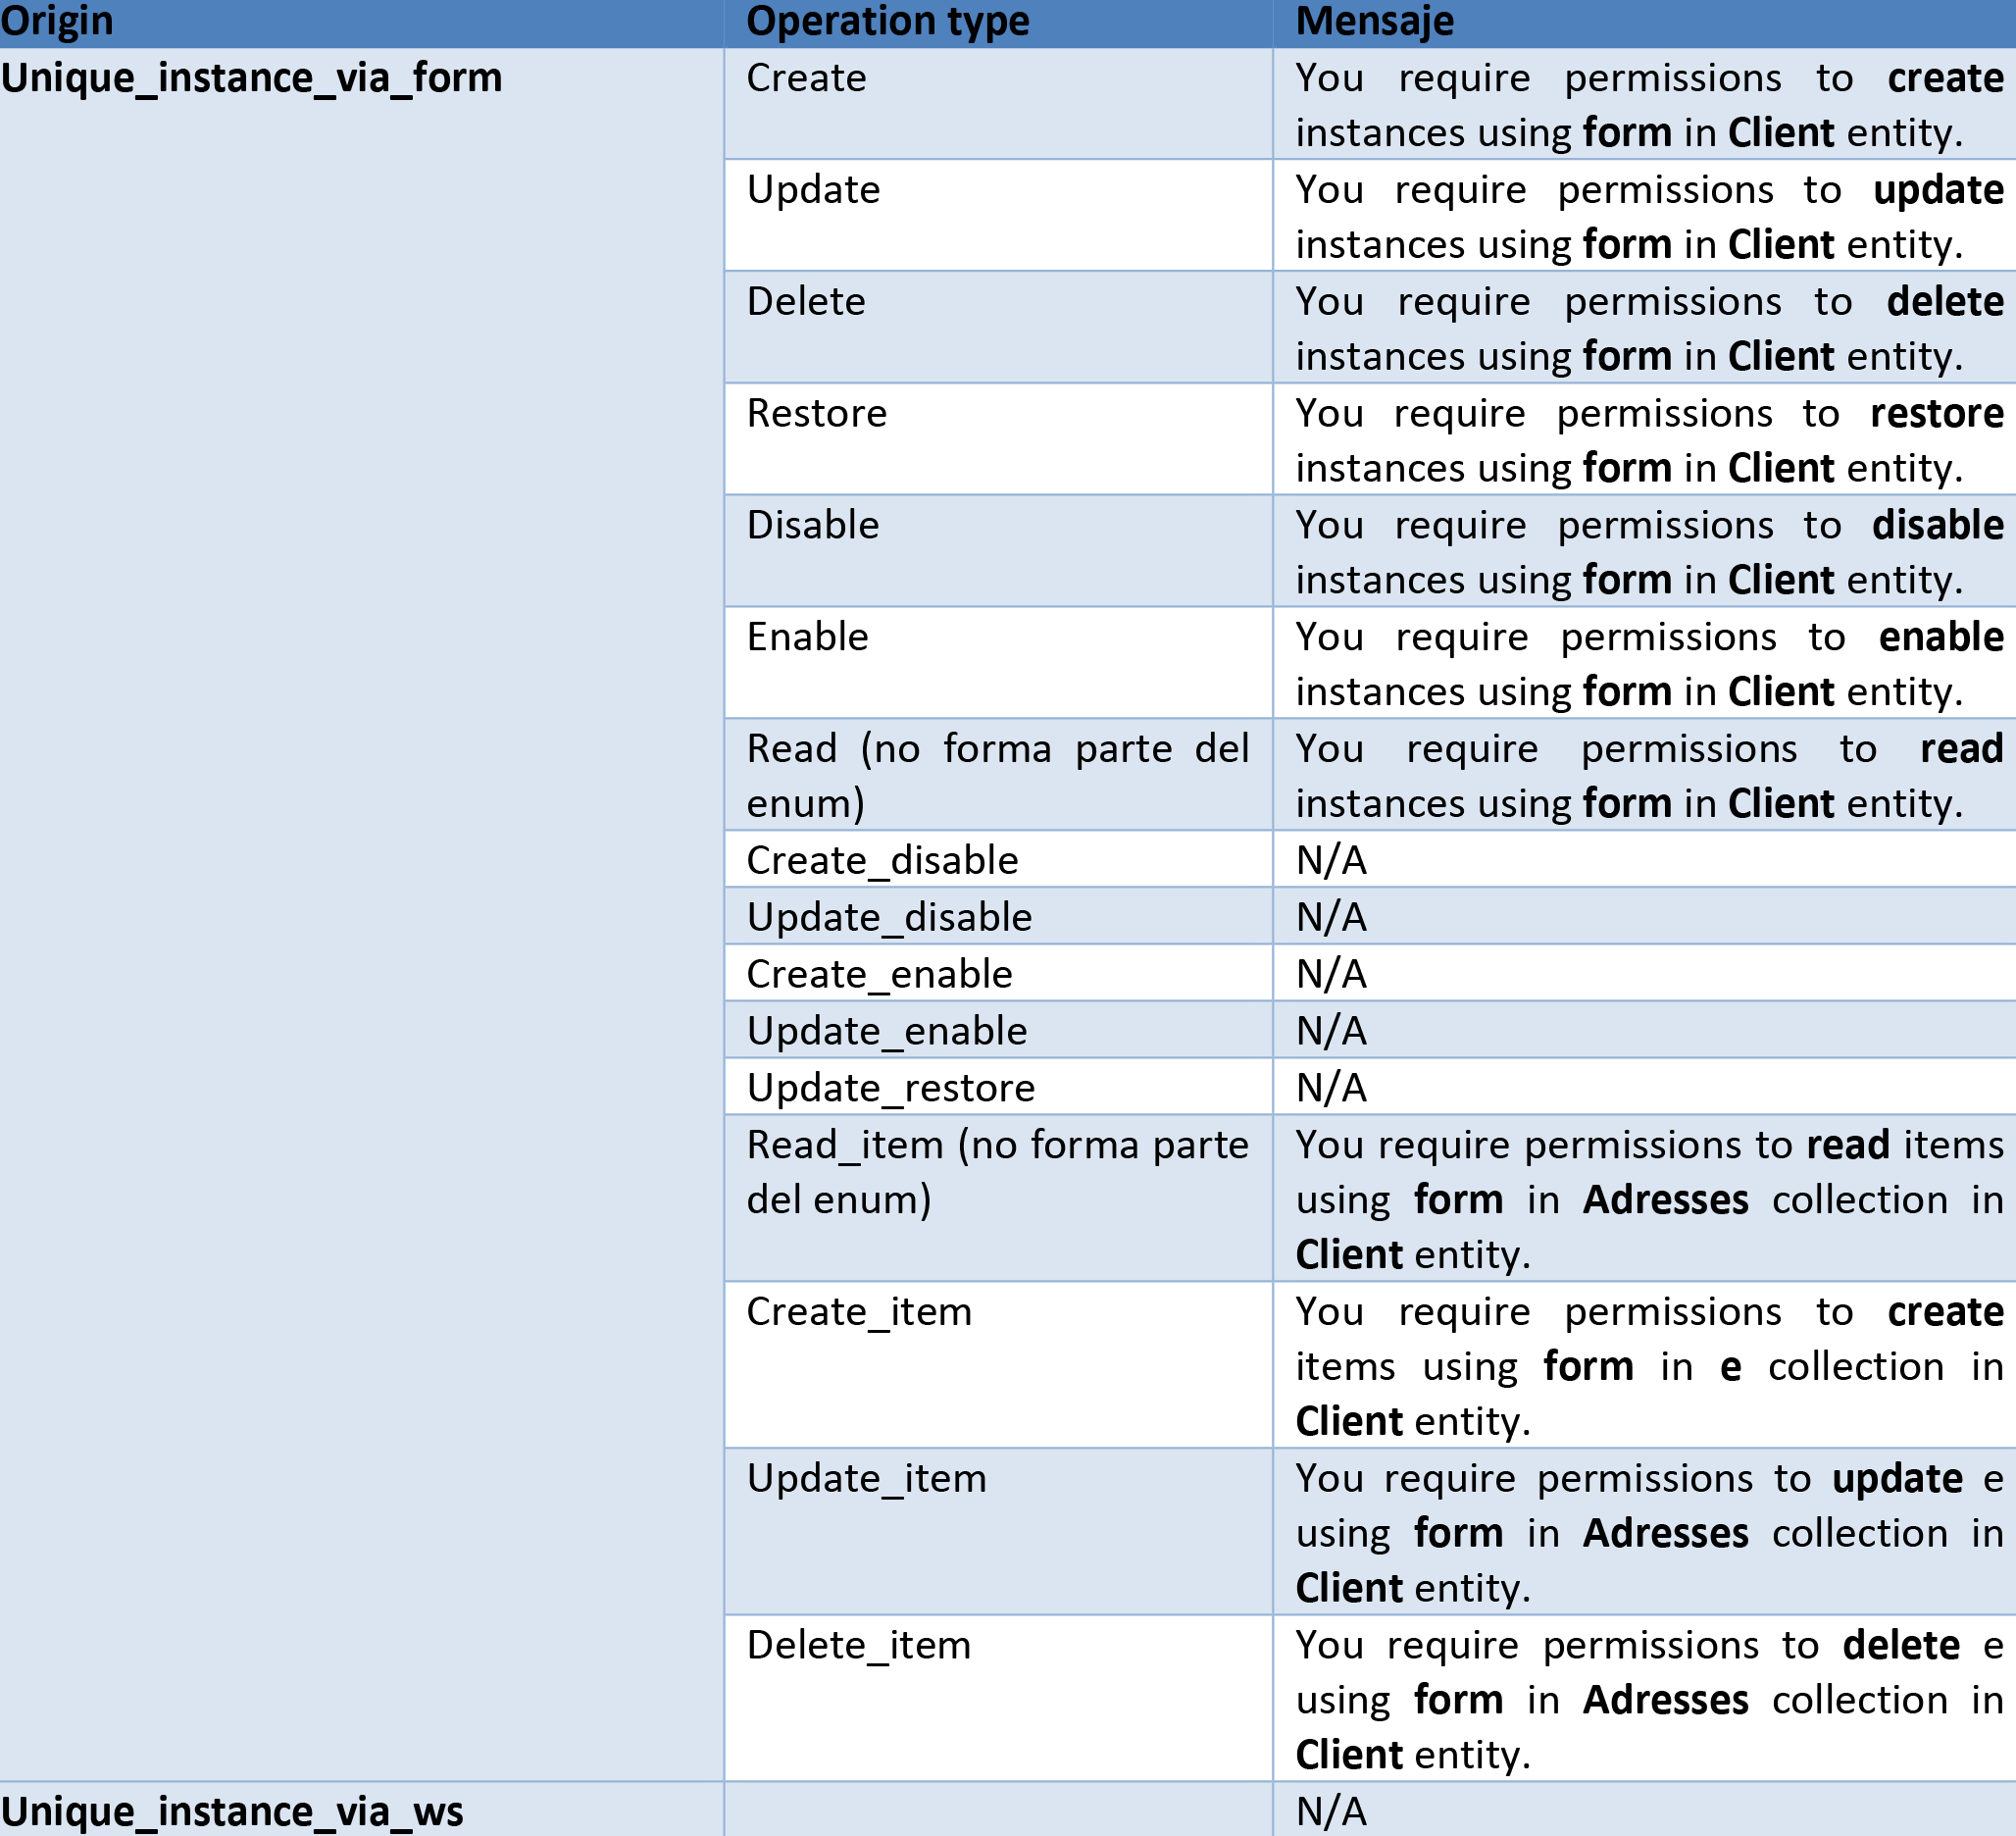 Origin Operation type Mensaje
Unique_instance_via_form Create You require permissions to create
instances using form in Client entity.
Update You require permissions to update
instances using form in Client entity.
Delete You require permissions to delete
instances using form in Client entity.
Restore You require permissions to restore
instances using form in Client entity.
Disable You require permissions to disable
instances using form in Client entity.
Enable You require permissions to enable
instances using form in Client entity.
Read (no forma parte del You require permissions to read
enum) instances using form in Client entity.
Create_disable N/A
Update_disable N/A
Create_enable N/A
Update_enable N/A
Update_restore N/A
Read_item (no forma parte You require permissions to read items
del enum) using form in Adresses collection in
Client entity.
Create_item You require permissions to create
items using form in e collection in
Client entity.
Update_item You require permissions to update e
using form in Adresses collection in
Client entity.
Delete_item You require permissions to delete e
using form in Adresses collection in
Client entity.
Unique_instance_via_ws N/A